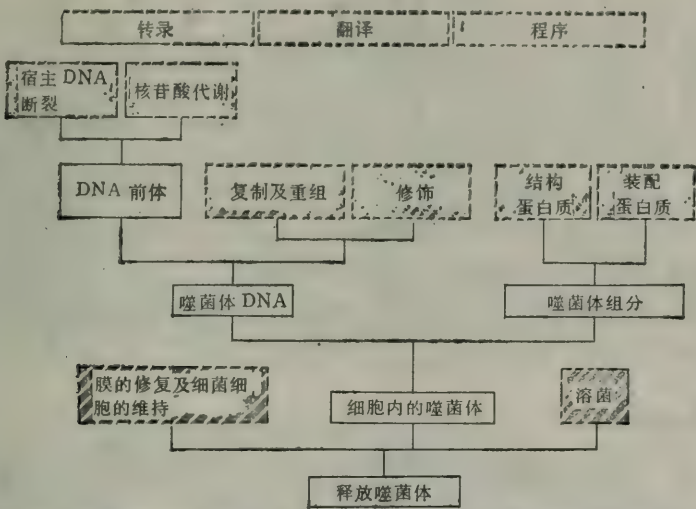 转录 翻译 程序
宿主 DNA 断裂
核苷酸代谢
DNA 前体
复制及重组
修饰
结构蛋白质
装配蛋白质
噬菌体 DNA
噬菌体组分
膜的修复及细菌细
胞的维持
细胞内的噬菌体
溶菌
释放噬菌体